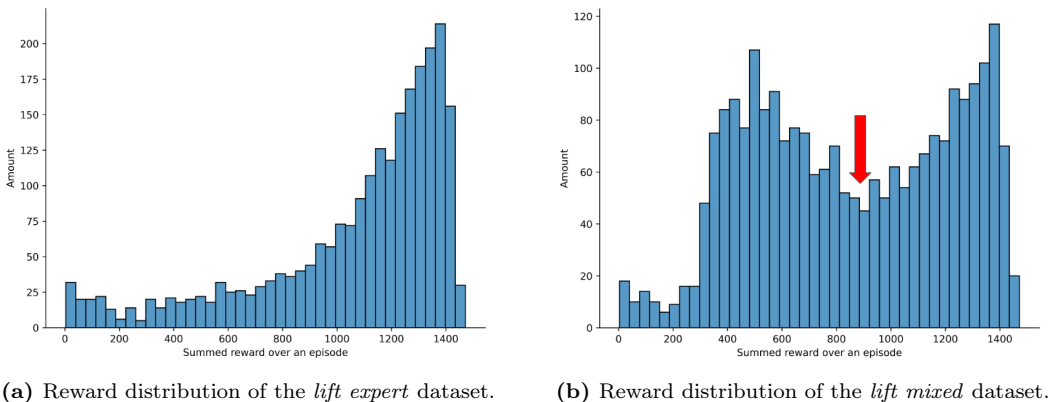 200
175
150
125
100
75
50
25
0
Amount
0 200 400 600 800 1000 1200 1400
Summed reward over an episode
(a) Reward distribution of the lift expert dataset.
120
100
80
60
40
20
0
Amount
0 200 400 600 800 1000 1200 1400
Summed reward over an episode
(b) Reward distribution of the lift mixed dataset.